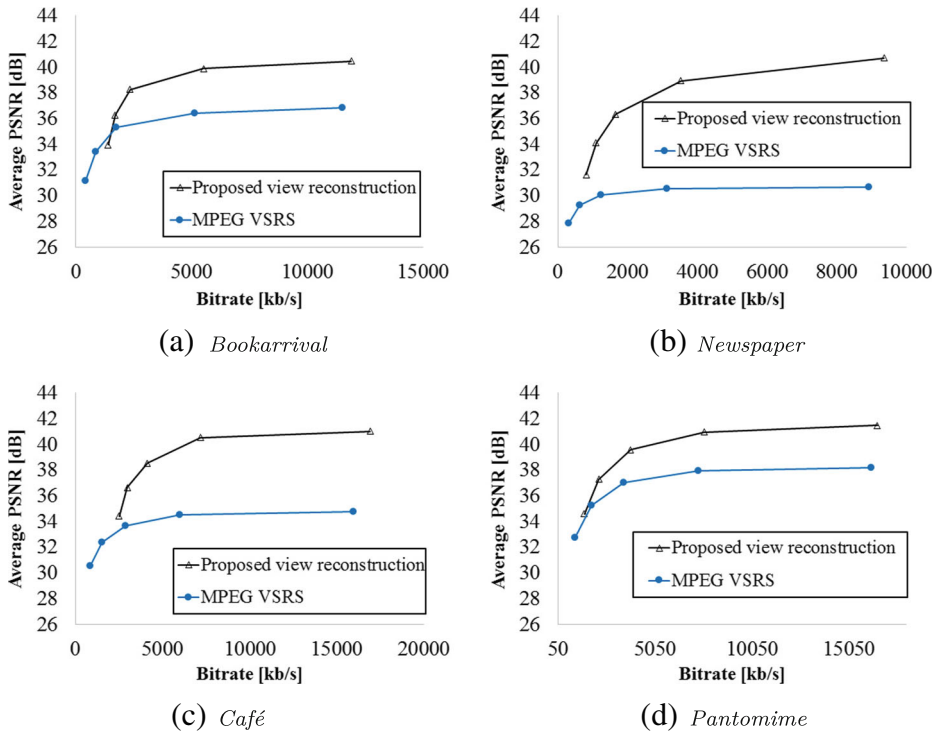 44
42
40
38
36
34
32
30
28
26
Average PSNR [dB]
Proposed view reconstruction
MPEG VSRS
0 5000 10000 15000
Bitrate [kb/s]
(a) Bookarrival
44
42
40
38
36
34
32
30
28
26
Average PSNR [dB]
Proposed view reconstruction
MPEG VSRS
0 2000 4000 6000 8000 10000
Bitrate [kb/s]
(b) Newspaper
44
42
40
38
36
34
32
30
28
26
Average PSNR [dB]
Proposed view reconstruction
MPEG VSRS
0 5000 10000 15000 20000
Bitrate [kb/s]
(c) Café
44
42
40
38
36
34
32
30
28
26
Average PSNR [dB]
Proposed view reconstruction
MPEG VSRS
50 5050 10050 15050
Bitrate [kb/s]
(d) Pantomime